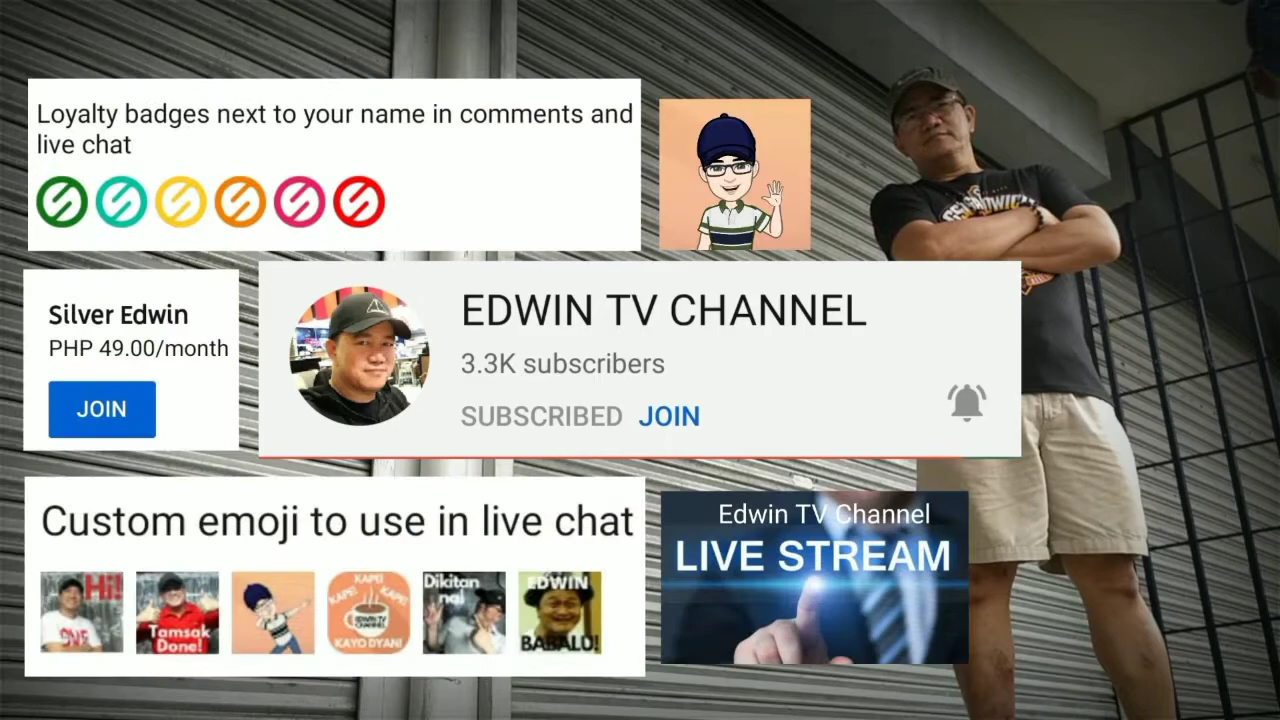 Loyalty badges next to your name in comments and
live chat
Silver Edwin
PHP 49.00/month
JOIN
EDWIN TV CHANNEL
3.3K subscribers
SUBSCRIBED JOIN
Custom emoji to use in live chat
Hi!
Tamsak
Done!
KAPE!
KAPE! KAPE!
EDWIN TV
CHANNEL
KAYO DYAN!
Dikitan
na!
EDWIN
BABALU!
Edwin TV Channel
LIVE STREAM